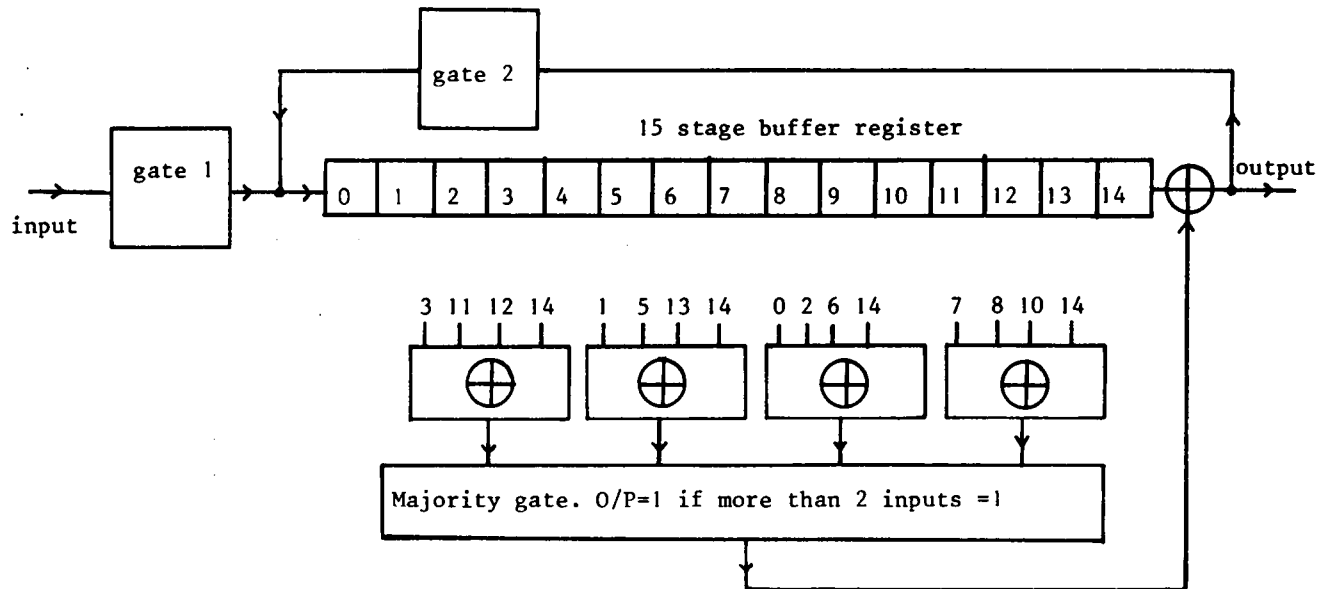 gate 2
15 stage buffer register
gate 1
output
input
0 1 2 3 4 5 6 7 8 9 10 11 12 13 14
3 11 12 14 1 5 13 14 0 2 6 14 7 8 10 14
Majority gate. O/P=1 if more than 2 inputs =1